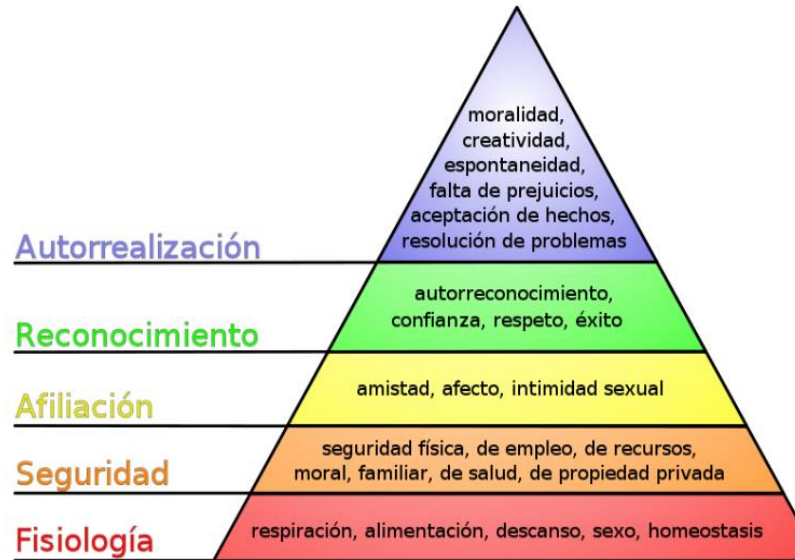 moralidad,
creatividad,
espontaneidad,
falta de prejuicios,
aceptación de hechos,
resolución de problemas
Autorrealización
autorreconocimiento,
confianza, respeto, éxito
Reconocimiento
amistad, afecto, intimidad sexual
Afiliación
seguridad física, de empleo, de recursos,
moral, familiar, de salud, de propiedad privada
Seguridad
respiración, alimentación, descanso, sexo, homeostasis
Fisiología